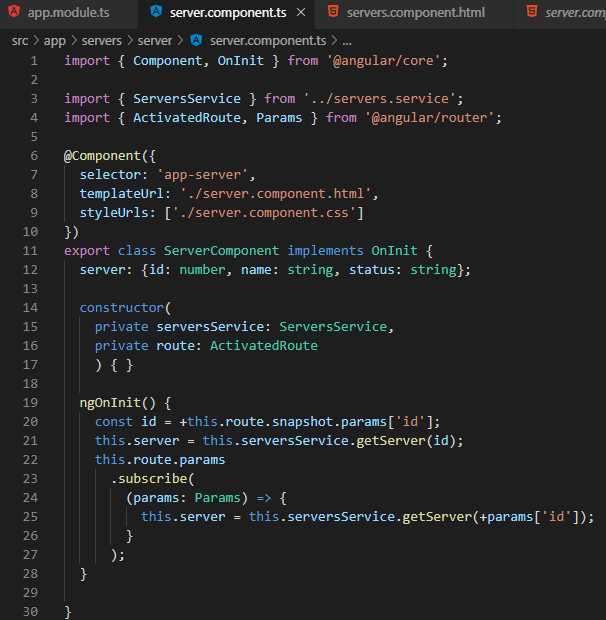 app.module.ts server.component.ts × servers.component.html server.comp
src > app > servers > server > server.component.ts > ...
1 import { Component, OnInit } from '@angular/core';
2
3 import { ServersService } from '../servers.service';
4 import { ActivatedRoute, Params } from '@angular/router';
5
6 @Component({
7   selector: 'app-server',
8   templateUrl: './server.component.html',
9   styleUrls: ['./server.component.css']
10 })
11 export class ServerComponent implements OnInit {
12   server: {id: number, name: string, status: string};
13
14   constructor(
15     private serversService: ServersService,
16     private route: ActivatedRoute
17     ) { }
18
19   ngOnInit() {
20     const id = +this.route.snapshot.params['id'];
21     this.server = this.serversService.getServer(id);
22     this.route.params
23       .subscribe(
24         (params: Params) => {
25           this.server = this.serversService.getServer(+params['id']);
26         }
27       );
28   }
29
30 }